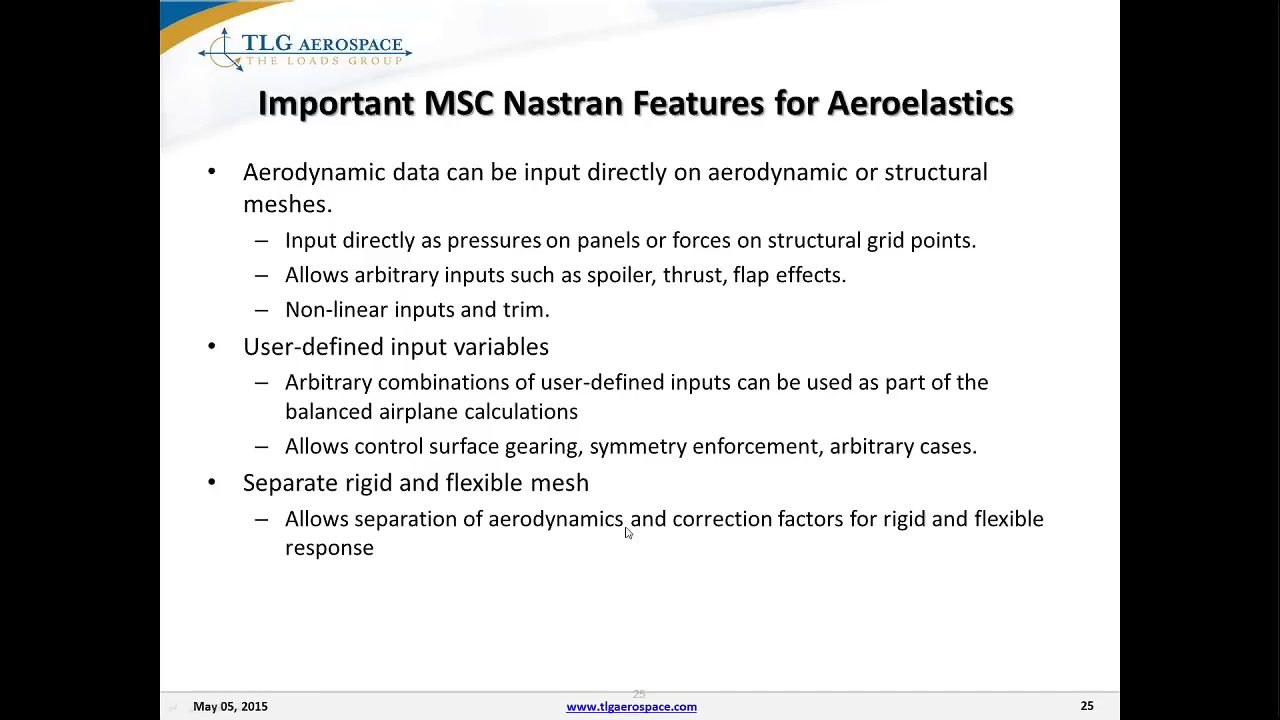 TLG AEROSPACE
THE LOADS GROUP
Important MSC Nastran Features for Aeroelastics
• Aerodynamic data can be input directly on aerodynamic or structural
meshes.
– Input directly as pressures on panels or forces on structural grid points.
– Allows arbitrary inputs such as spoiler, thrust, flap effects.
– Non-linear inputs and trim.
• User-defined input variables
– Arbitrary combinations of user-defined inputs can be used as part of the
balanced airplane calculations
– Allows control surface gearing, symmetry enforcement, arbitrary cases.
• Separate rigid and flexible mesh
– Allows separation of aerodynamics and correction factors for rigid and flexible
response
25
May 05, 2015 www.tlgaerospace.com 25